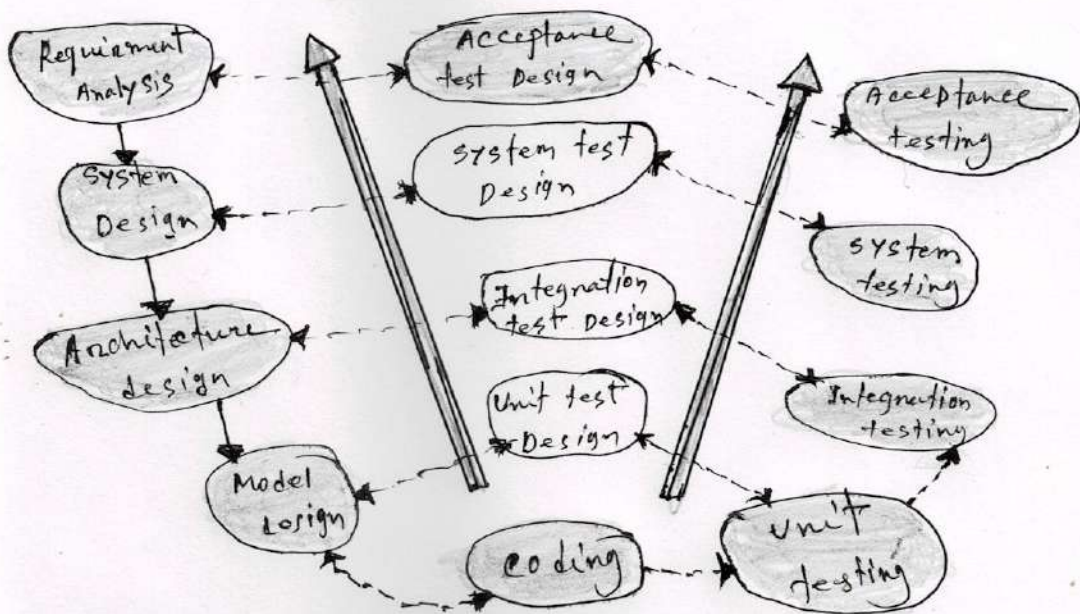 Requirment
Analysis
Acceptance
test Design
Acceptance
testing
System
Design
System test
Design
System
testing
Architecture
design
Integration
test Design
Integration
testing
Unit test
Design
Model
design
Coding
Unit
testing